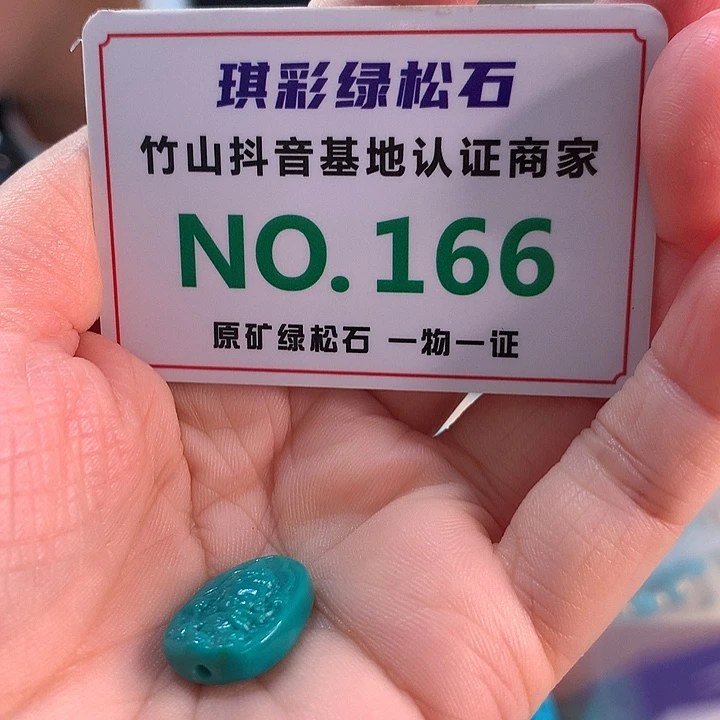 琪彩绿松石
竹山抖音基地认证商家
NO.166
原矿绿松石 一物一证